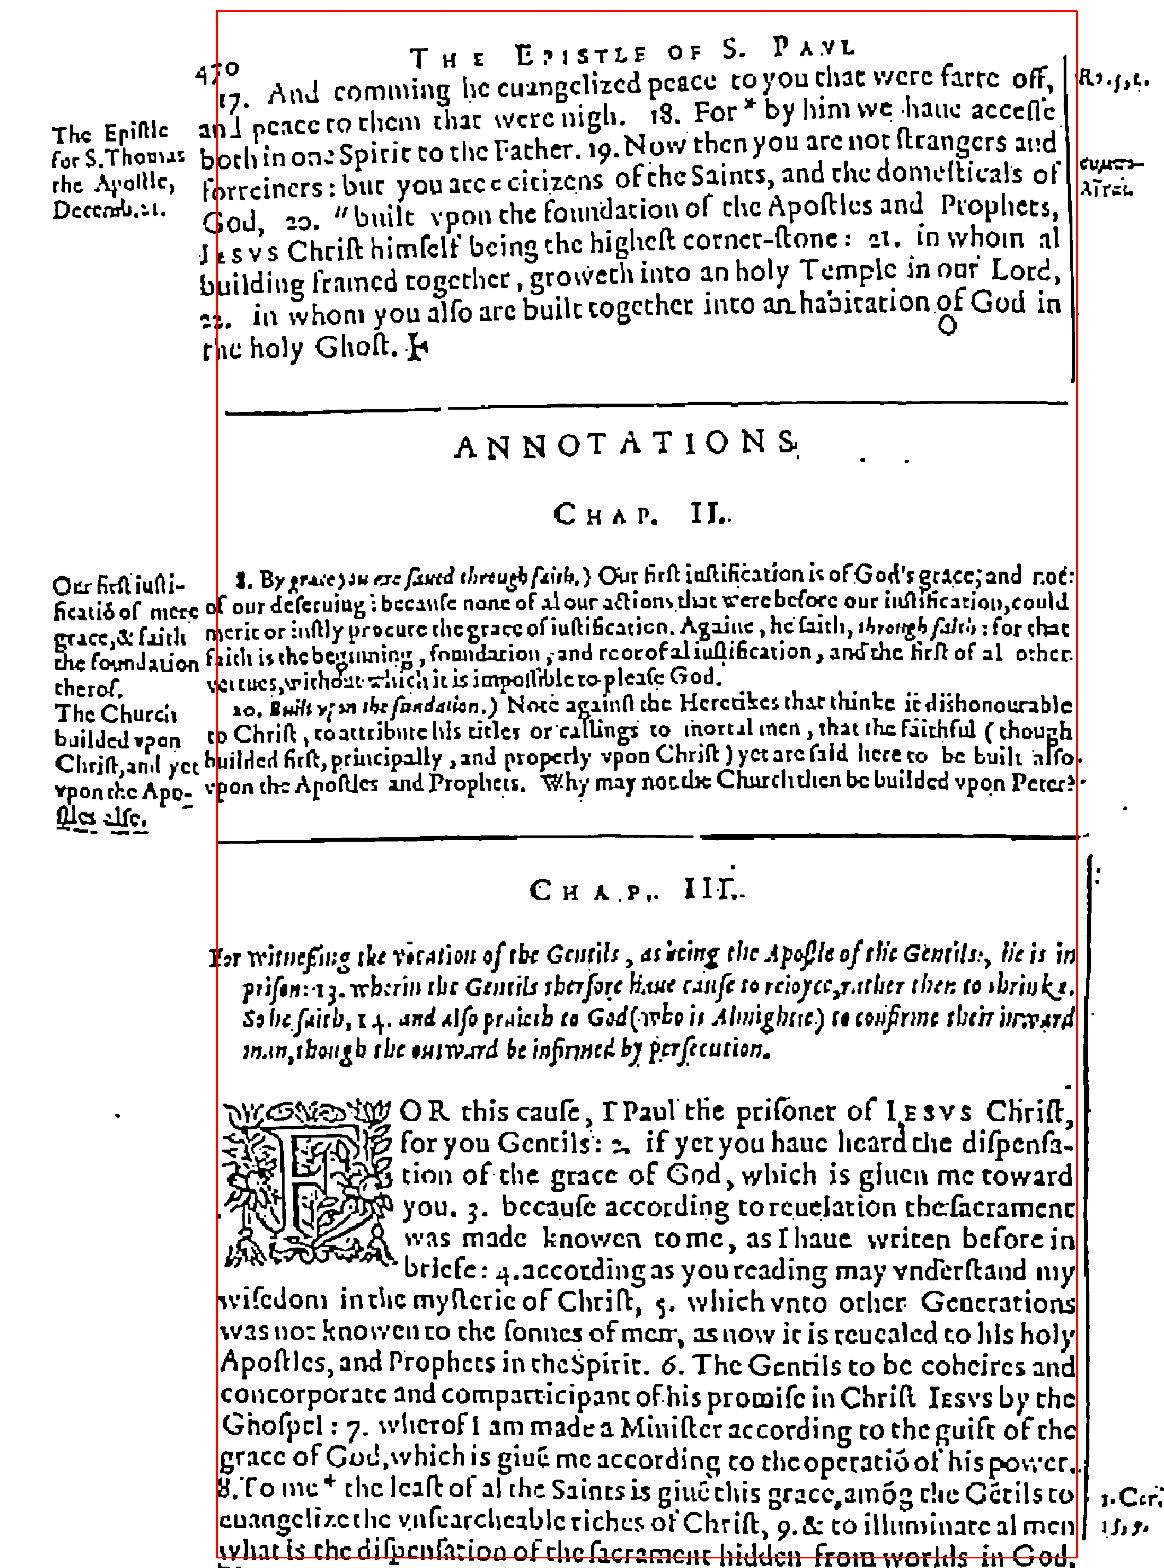 470
THE EPISTLE OF S. PAVL
17. And comming he euangelized peace to you that were farre off,
and peace to them that were nigh. 18. For * by him we haue accesse
both in one Spirit to the Father. 19. Now then you are not strangers and
forreiners: but you are citizens of the Saints, and the domesticals of
God, 20. "built vpon the foundation of the Apostles and Prophets,
IESVS Christ himself being the highest corner-stone: 21. in whom al
building framed together, groweth into an holy Temple in our Lord,
22. in whom you also are built together into an habitation of God in
the holy Ghost.
The Epistle
for S. Thomas
the Apostle,
Decemb. 21.
ANNOTATIONS
CHAP. II.
8. By grace you are saued through faith.) Our first iustification is of God's grace, and not
of our deseruing: because none of al our actions that were before our iustification, could
merit or iustly procure the grace of iustification. Againe, he saith, through faith: for that
faith is the beginning, foundation, and roote of al iustification, and the first of al other
vertues, without which it is impossible to please God.
20. Built vpon the fundation.) Note against the Heretikes that thinke it dishonourable
to Christ, to attribute his titles or callings to mortal men, that the faithful (though
builded first, principally, and properly vpon Christ) yet are said here to be built also
vpon the Apostles and Prophets. Why may not the Church then be builded vpon Peter?
Our first iusti-
ficatiō of mere
grace, & faith
the foundation
therof.
The Church
builded vpon
Christ, and yet
vpon the Apo-
stles also.
CHAP. III.
For witnessing the vocation of the Gentils, as being the Apostle of the Gentils, he is in
prison: 13. wherin the Gentils therfore haue cause to reioyce, rather then to shrinke.
So he saith, 14. and also praieth to God (who is Almightie) to confirme their inward
man, though the outward be infirmed by persecution.
FOR this cause, I Paul the prisoner of IESVS Christ,
for you Gentils: 2. if yet you haue heard the dispensa-
tion of the grace of God, which is giuen me toward
you. 3. because according to reuelation the sacrament
was made knowen to me, as I haue writen before in
briefe: 4. according as you reading may vnderstand my
wisedom in the mysterie of Christ, 5. which vnto other Generations
was not knowen to the sonnes of men, as now it is reuealed to his holy
Apostles, and Prophets in the Spirit. 6. The Gentils to be coheires and
concorporate and comparticipant of his promise in Christ IESVS by the
Ghospel: 7. wherof I am made a Minister according to the guift of the
grace of God, which is giuē me according to the operatiō of his power.
8. To me * the least of al the Saints is giuē this grace, amōg the Gētils to
euangelize the vnsearcheable riches of Christ, 9. & to illuminate al men
what is the dispensation of the sacrament hidden from worlds in God,
1. Cor.
15, 9.